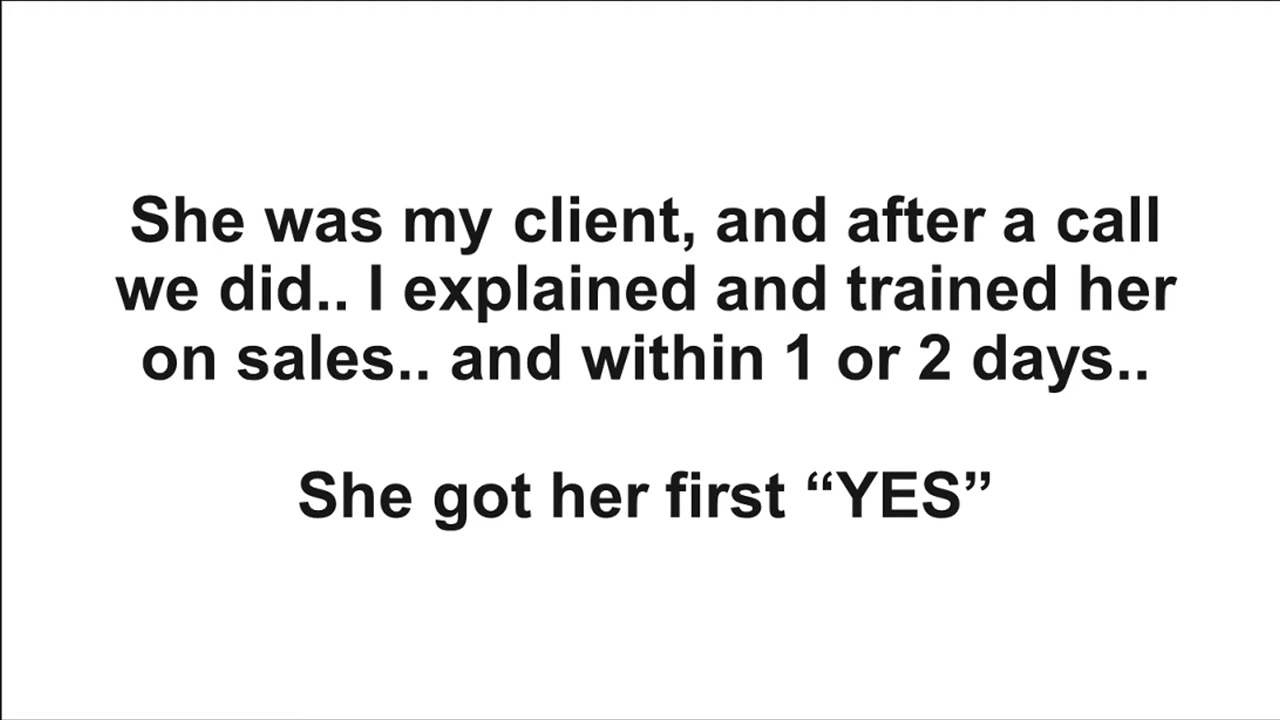 She was my client, and after a call
we did.. I explained and trained her
on sales.. and within 1 or 2 days..
She got her first “YES”